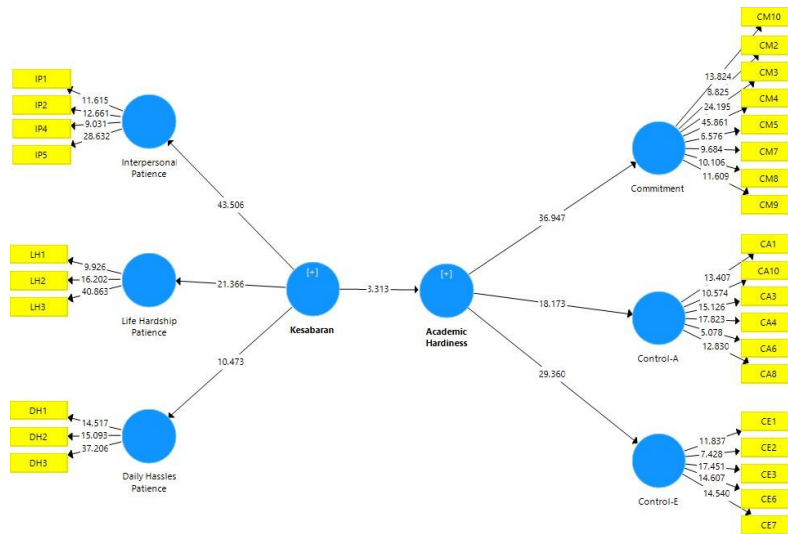 IP1
IP2
IP4
IP5
11.615
12.661
9.031
28.632
Interpersonal
Patience
LH1
LH2
LH3
9.926
16.202
40.863
Life Hardship
Patience
DH1
DH2
DH3
14.517
15.093
37.206
Daily Hassles
Patience
43.506
21.366
10.473
[+]
Kesabaran
3.313
[+]
Academic
Hardiness
36.947
18.173
29.360
Commitment
13.824
8.825
24.195
45.861
6.576
9.684
10.106
11.609
CM10
CM2
CM3
CM4
CM5
CM7
CM8
CM9
Control-A
13.407
10.574
15.126
17.823
5.078
12.830
CA1
CA10
CA3
CA4
CA6
CA8
Control-E
11.837
7.428
17.451
14.607
14.540
CE1
CE2
CE3
CE6
CE7